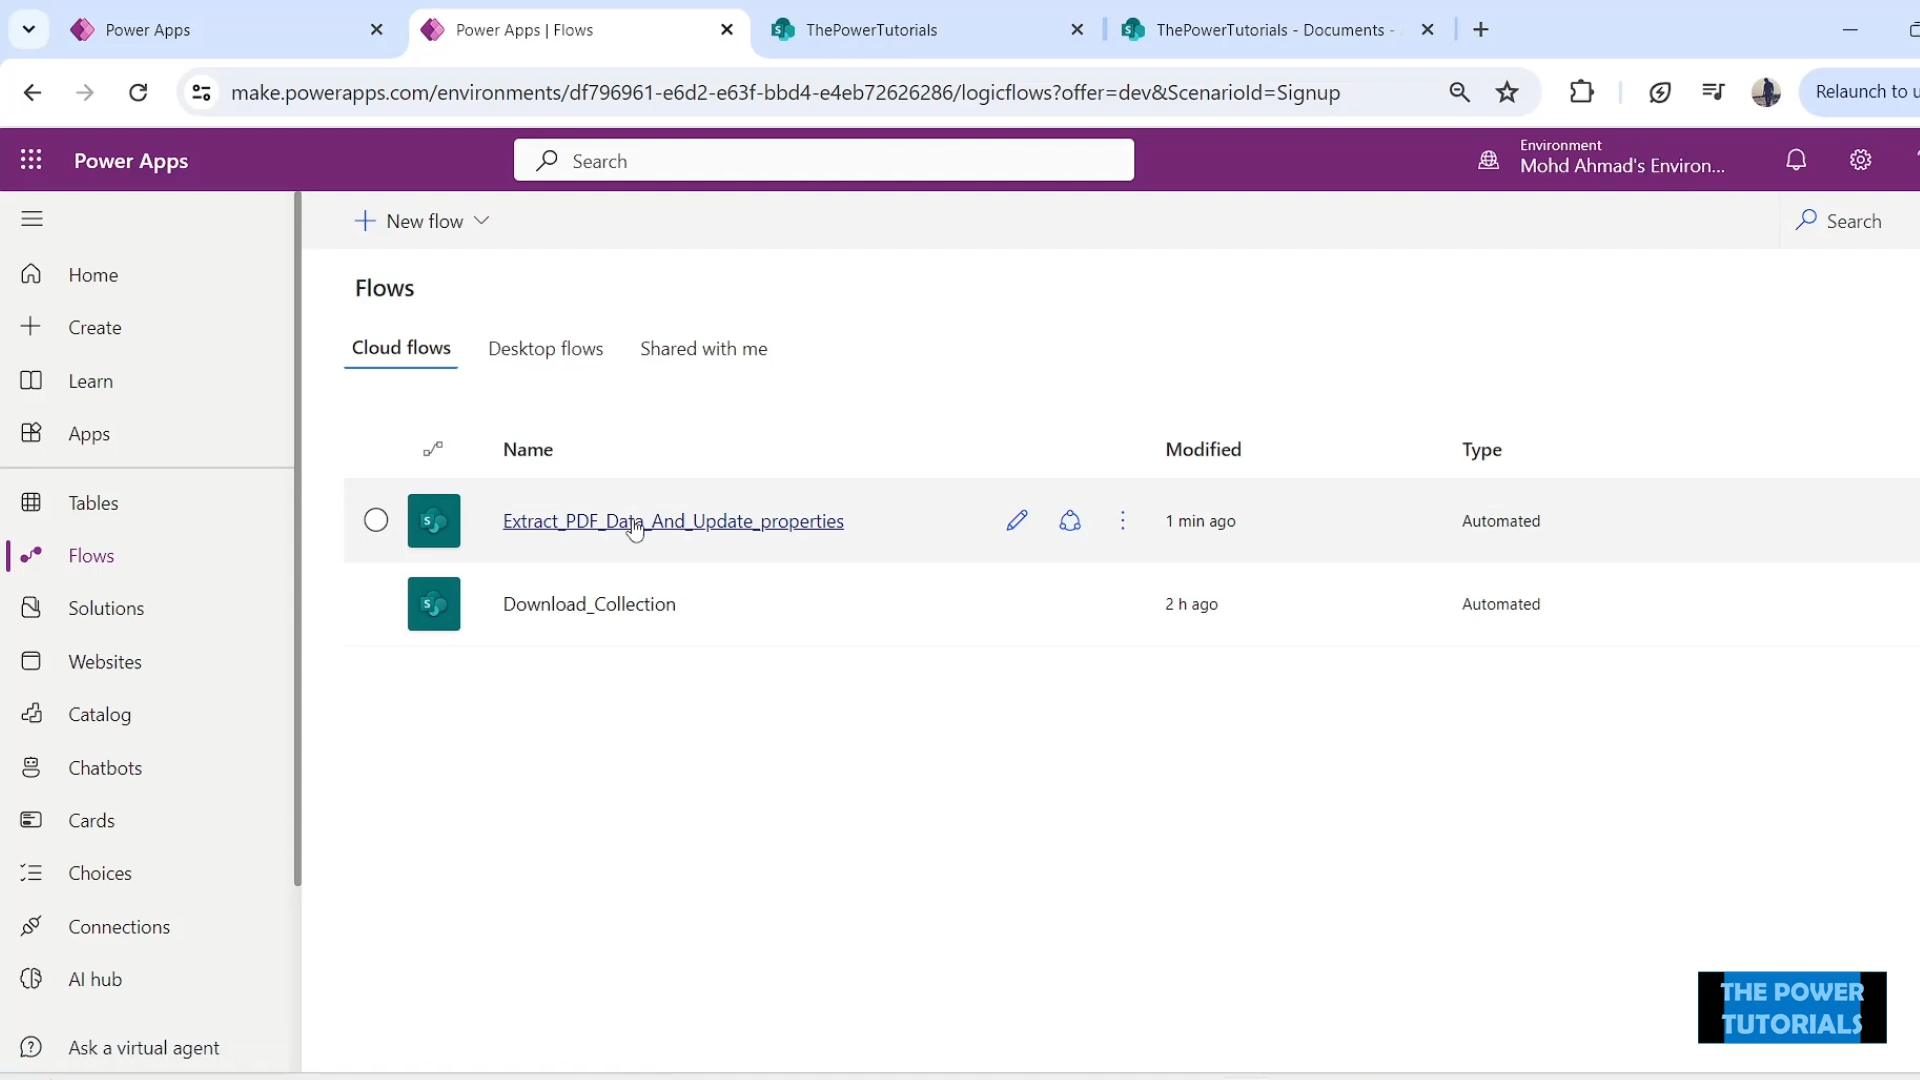 Power Apps
Power Apps | Flows
ThePowerTutorials
ThePowerTutorials - Documents -
make.powerapps.com/environments/df796961-e6d2-e63f-bbd4-e4eb72626286/logicflows?offer=dev&ScenarioId=Signup
Relaunch to u
Power Apps
Search
Environment
Mohd Ahmad's Environ...
New flow
Search
Home
Create
Learn
Apps
Tables
Flows
Solutions
Websites
Catalog
Chatbots
Cards
Choices
Connections
AI hub
Ask a virtual agent
Flows
Cloud flows
Desktop flows
Shared with me
Name
Modified
Type
Extract_PDF_Data_And_Update_properties
1 min ago
Automated
Download_Collection
2 h ago
Automated
THE POWER
TUTORIALS